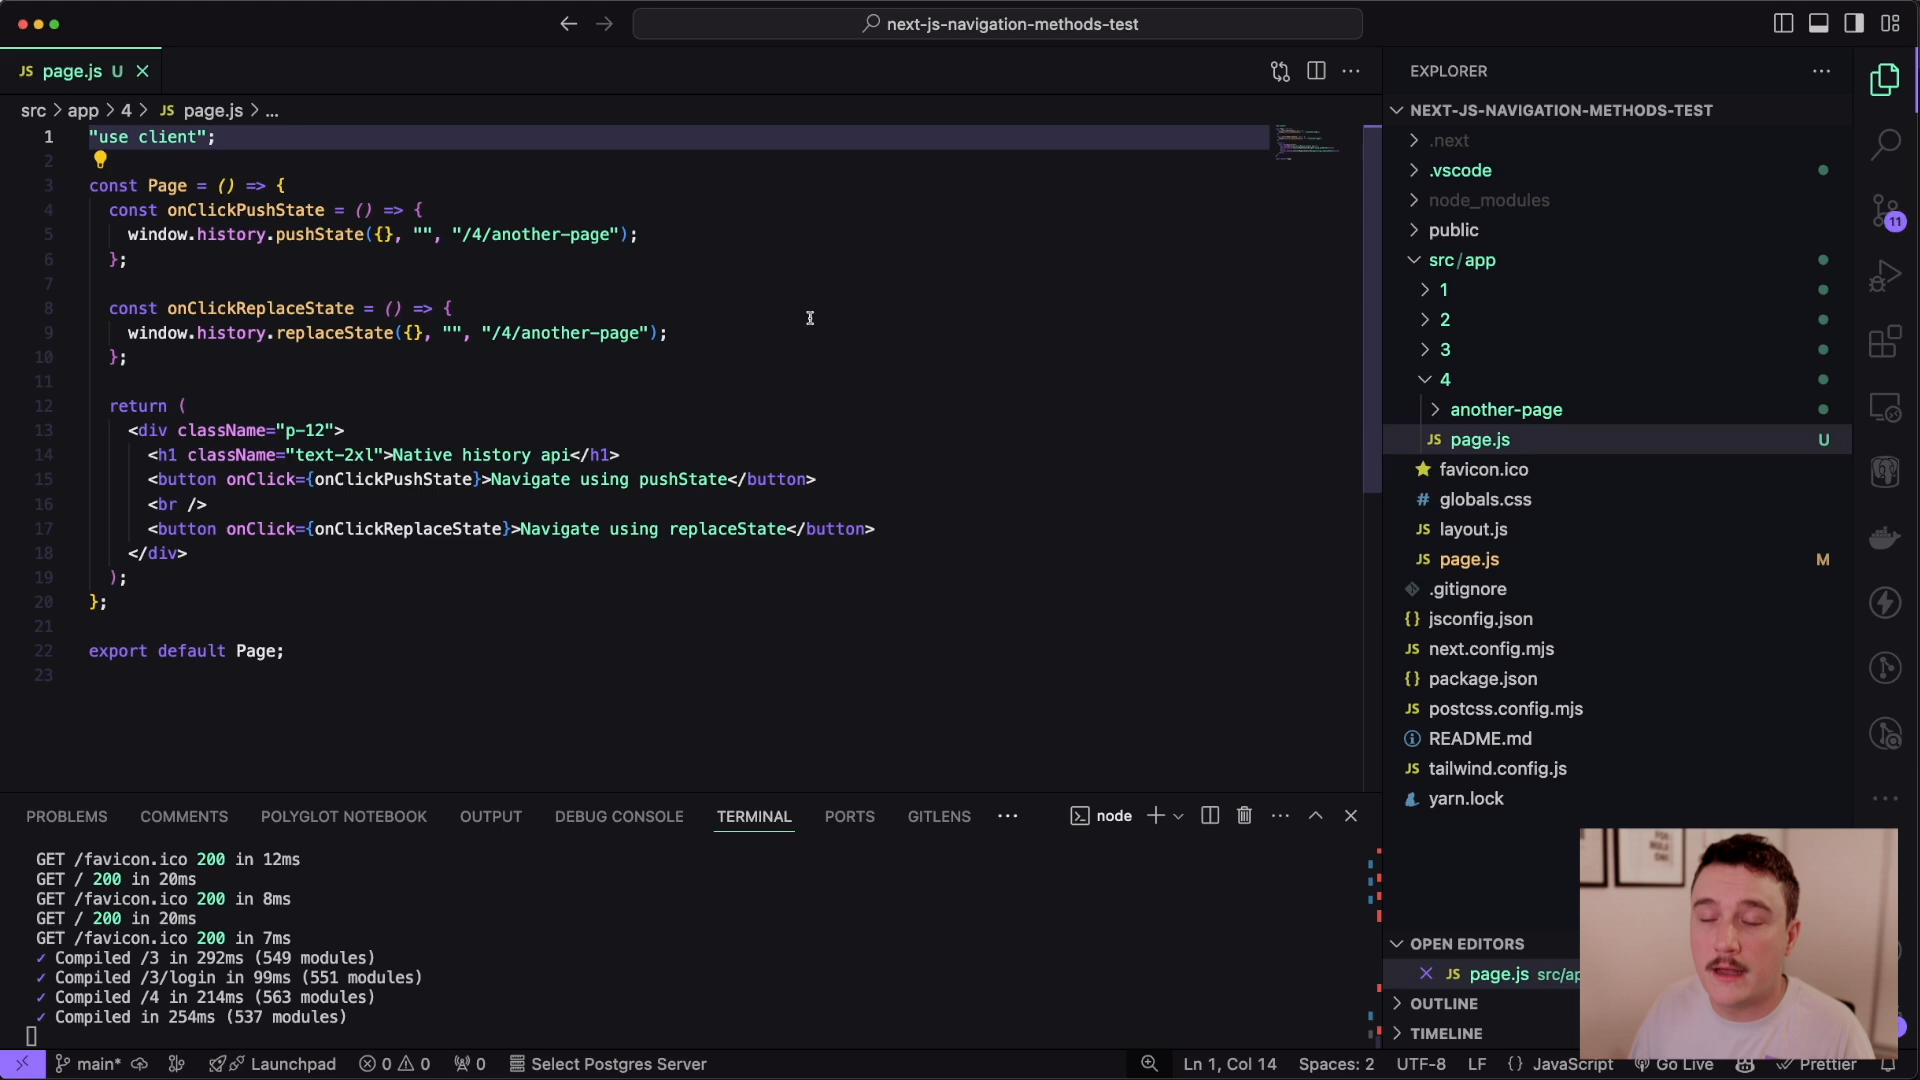 next-js-navigation-methods-test
JS page.js U
src > app > 4 > JS page.js > ...
1 "use client";
2
3 const Page = () => {
4 const onClickPushState = () => {
5 window.history.pushState({}, "", "/4/another-page");
6 };
7
8 const onClickReplaceState = () => {
9 window.history.replaceState({}, "", "/4/another-page");
10 };
11
12 return (
13 <div className="p-12">
14 <h1 className="text-2xl">Native history api</h1>
15 <button onClick={onClickPushState}>Navigate using pushState</button>
16 <br />
17 <button onClick={onClickReplaceState}>Navigate using replaceState</button>
18 </div>
19 );
20 };
21
22 export default Page;
23
EXPLORER
NEXT-JS-NAVIGATION-METHODS-TEST
.next
.vscode
node_modules
public
src/app
1
2
3
4
another-page
JS page.js U
favicon.ico
# globals.css
JS layout.js
JS page.js M
.gitignore
{} jsconfig.json
JS next.config.mjs
{} package.json
JS postcss.config.mjs
README.md
JS tailwind.config.js
yarn.lock
OPEN EDITORS
JS page.js src/ap
OUTLINE
TIMELINE
11
PROBLEMS COMMENTS POLYGLOT NOTEBOOK OUTPUT DEBUG CONSOLE TERMINAL PORTS GITLENS ... node
GET /favicon.ico 200 in 12ms
GET / 200 in 20ms
GET /favicon.ico 200 in 8ms
GET / 200 in 20ms
GET /favicon.ico 200 in 7ms
✓ Compiled /3 in 292ms (549 modules)
✓ Compiled /3/login in 99ms (551 modules)
✓ Compiled /4 in 214ms (563 modules)
✓ Compiled in 254ms (537 modules)
main* Launchpad 0 0 0 Select Postgres Server Ln 1, Col 14 Spaces: 2 UTF-8 LF {} JavaScript Go Live Prettier